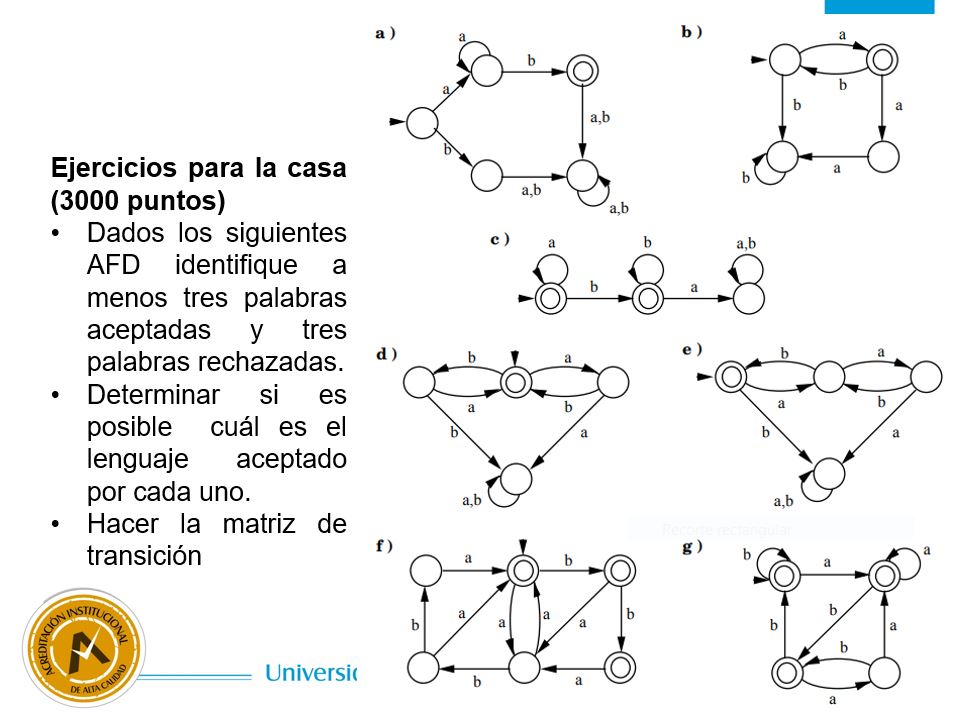 Ejercicios para la casa
(3000 puntos)
• Dados los siguientes
AFD identifique a
menos tres palabras
aceptadas y tres
palabras rechazadas.
• Determinar si es
posible cuál es el
lenguaje aceptado
por cada uno.
• Hacer la matriz de
transición
ACREDITACIÓN INSTITUCIONAL
DE ALTA CALIDAD
Universid
a )
a
b
a
b
a,b
a,b
a,b
b )
a
b
b
a
a
b
c )
a
b
a,b
b
a
d )
b
a
a
b
b
a
a,b
e )
b
a
a
b
b
a
a,b
f )
a
b
b
a
a
a
a
b
b
a
g )
b
a
a
b
b
a
b
a
Recorte rectangular